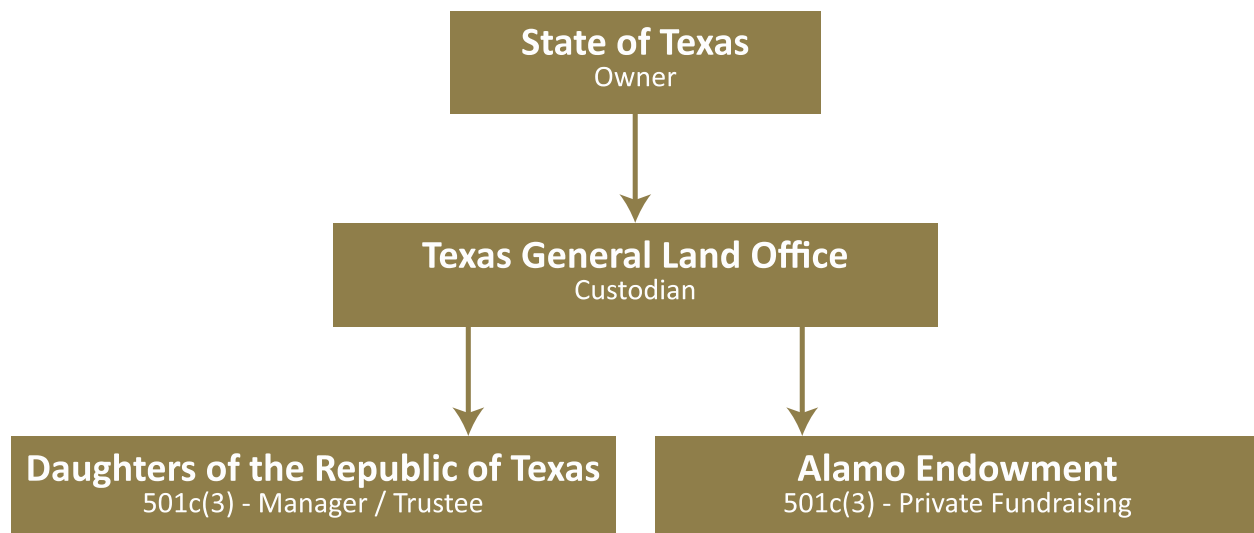 State of Texas
Owner
Texas General Land Office
Custodian
Daughters of the Republic of Texas
501c(3) - Manager / Trustee
Alamo Endowment
501c(3) - Private Fundraising